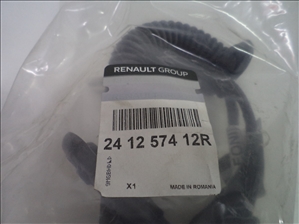 RENAULT GROUP
24 12 574 12R
X1
MADE IN ROMANIA